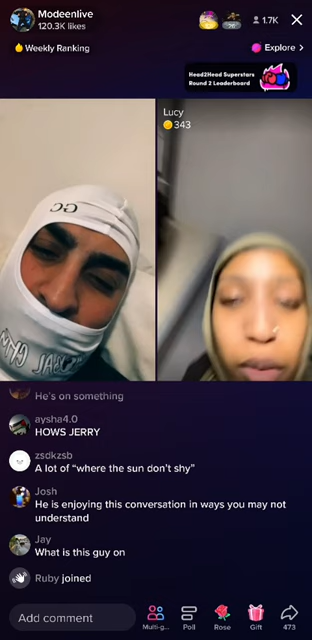 Modeenlive
120.3K likes
20
1.7K
Weekly Ranking
Explore >
Head2Head Superstars
Round 2 Leaderboard
Lucy
343
GC
He's on something
aysha4.0
HOWS JERRY
zsdkzsb
A lot of “where the sun don’t shy”
Josh
He is enjoying this conversation in ways you may not
understand
Jay
What is this guy on
Ruby joined
Add comment
Multi-g...
Poll
Rose
Gift
473